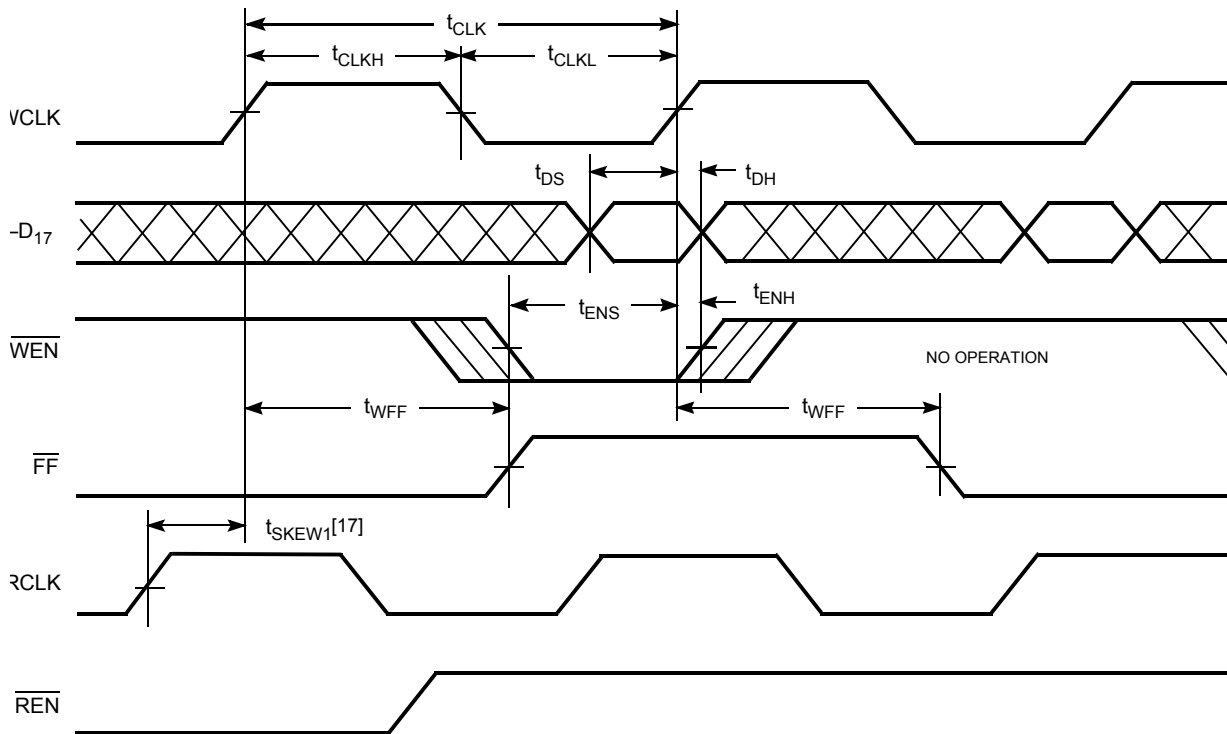 tCLK
tCLKH tCLKL
WCLK
tDS tDH
–D17
tENS tENH
WEN
NO OPERATION
tWFF tWFF
FF
tSKEW1[17]
RCLK
REN